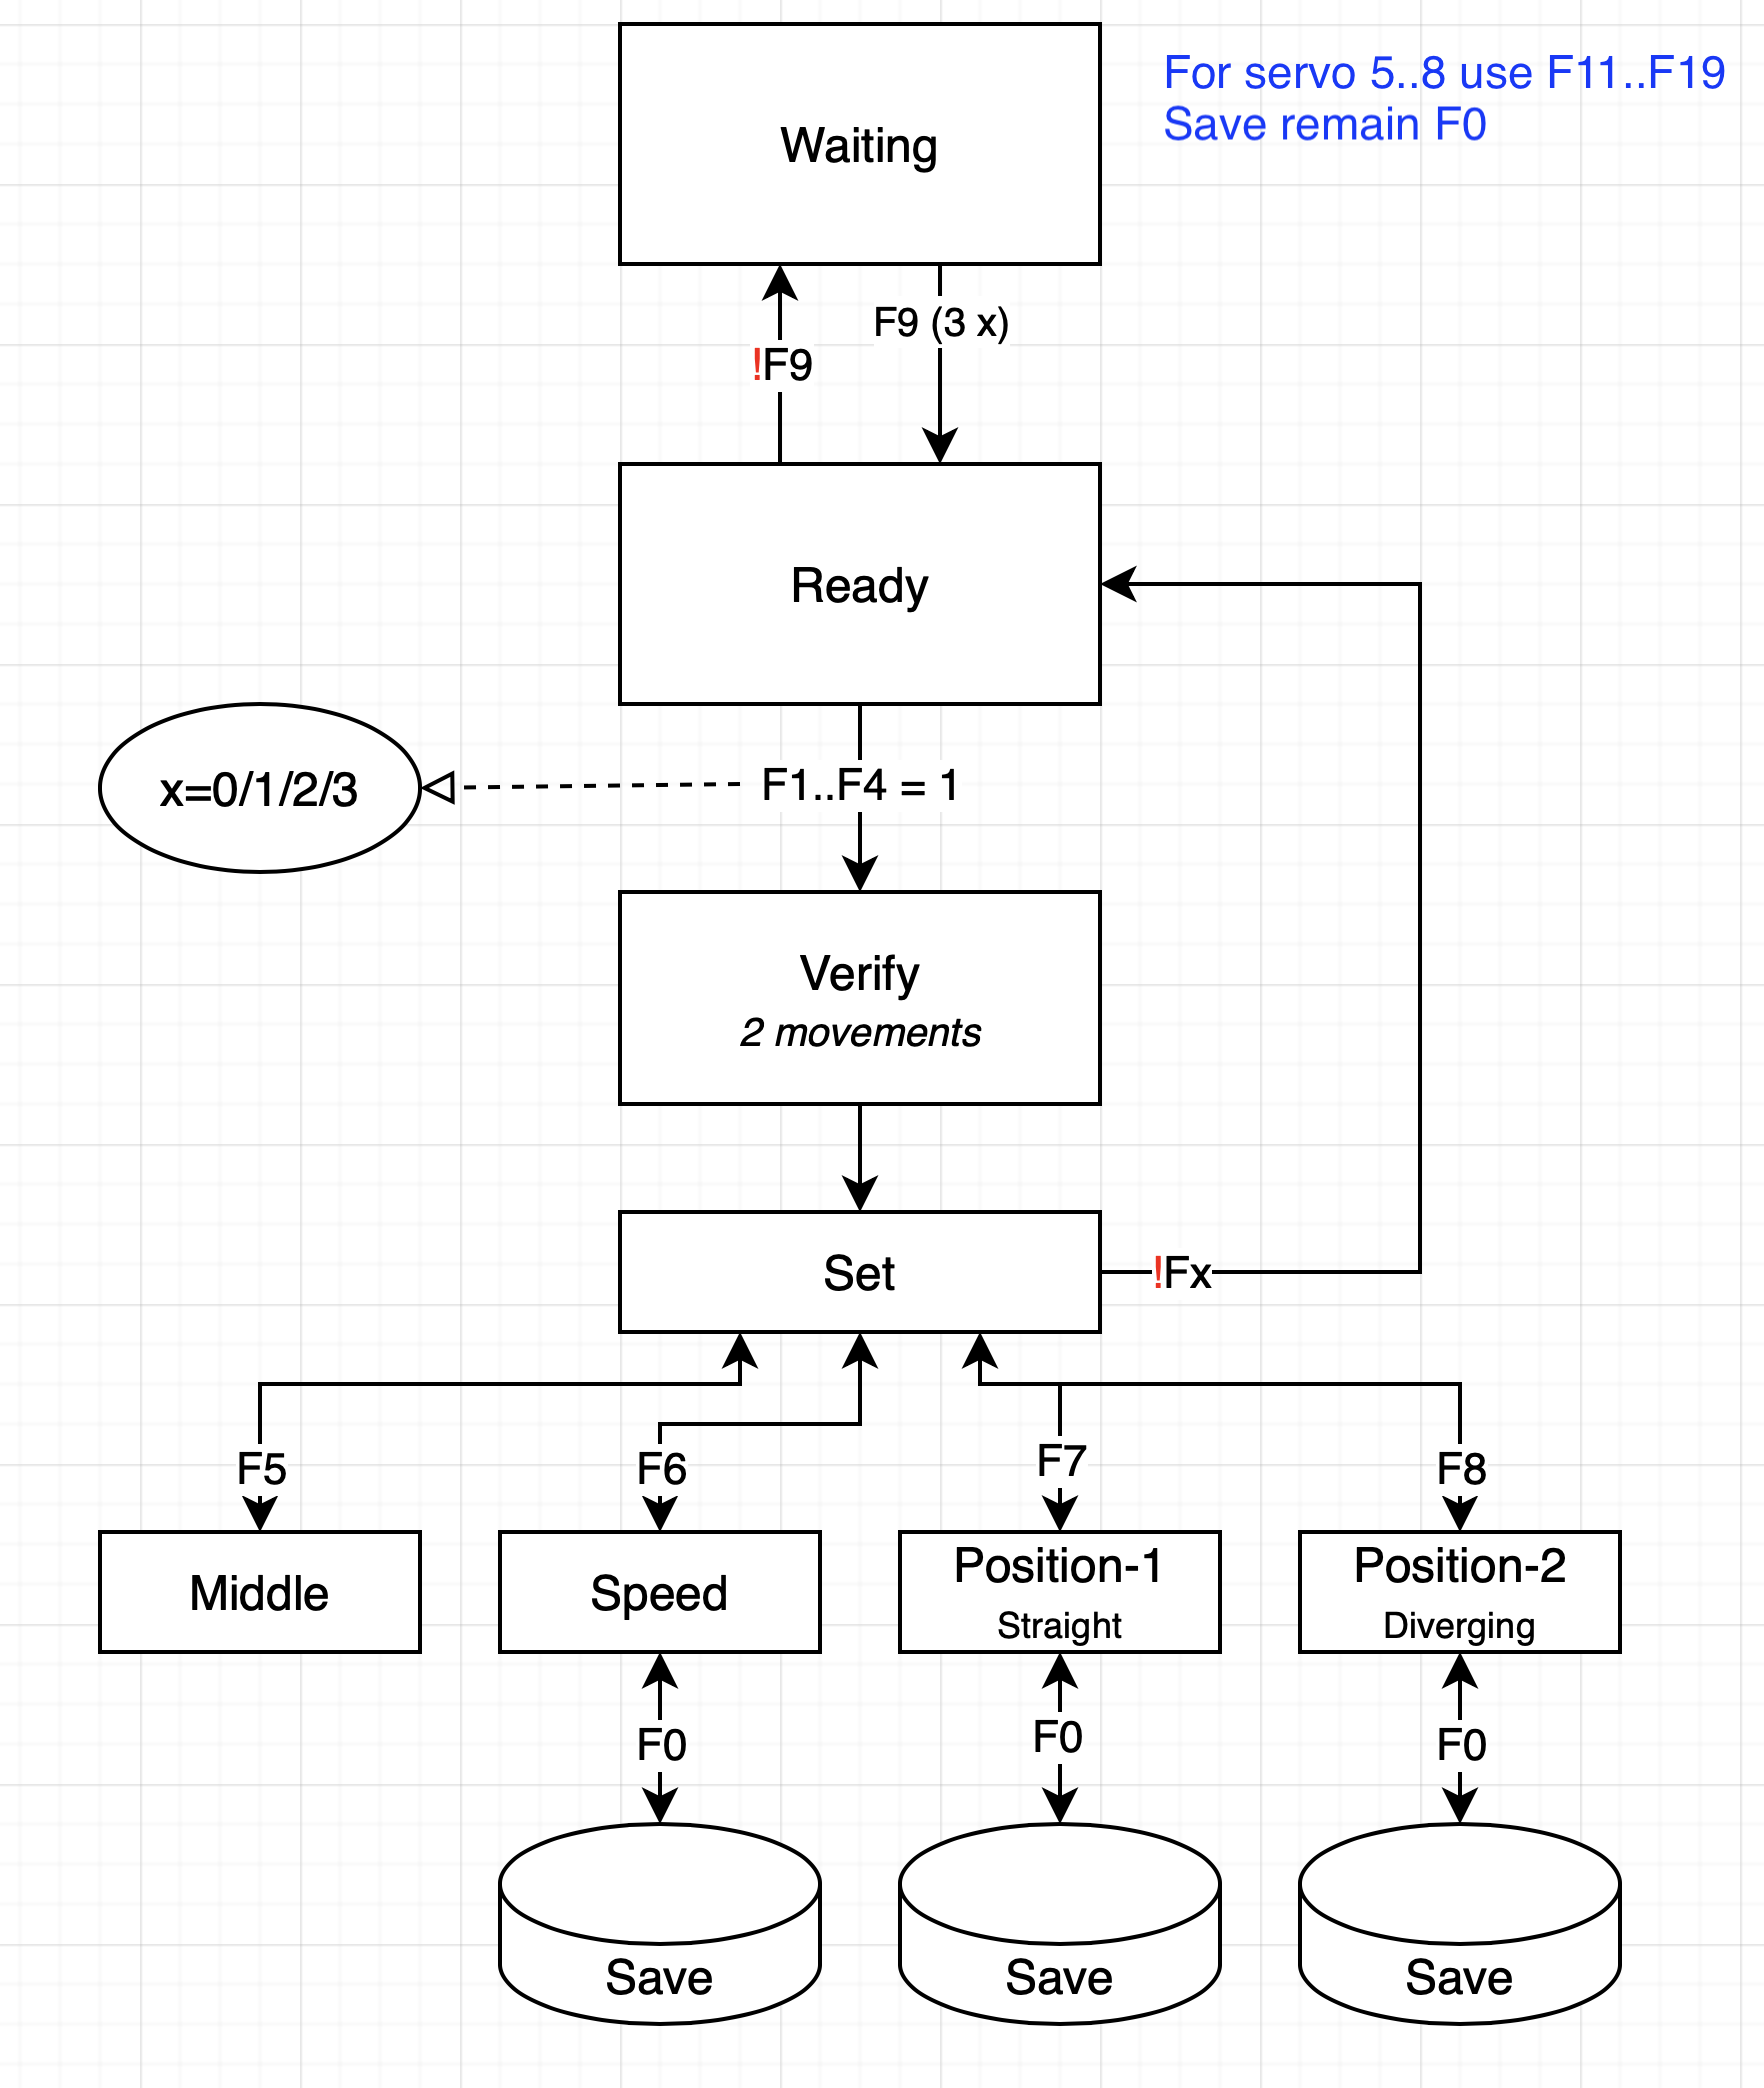 Waiting
For servo 5..8 use F11..F19
Save remain F0
F9 (3 x)
!F9
Ready
x=0/1/2/3
F1..F4 = 1
Verify
2 movements
Set
!Fx
F5
F6
F7
F8
Middle
Speed
Position-1
Straight
Position-2
Diverging
F0
F0
F0
Save
Save
Save